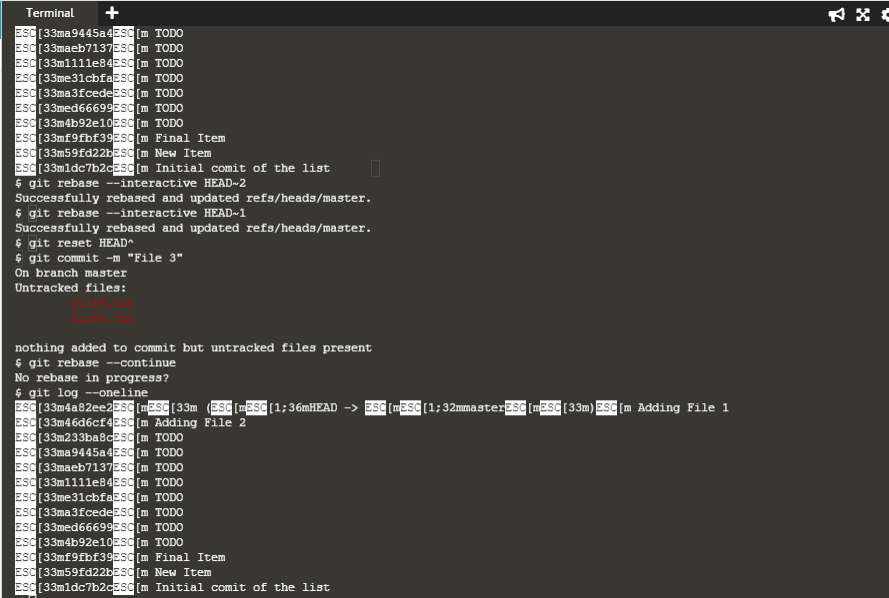 Terminal
ESC[33ma9445a4ESC[m TODO
ESC[33maeb7137ESC[m TODO
ESC[33m1111e84ESC[m TODO
ESC[33me31cbfaESC[m TODO
ESC[33ma3fcedeESC[m TODO
ESC[33med66699ESC[m TODO
ESC[33m4b92e10ESC[m TODO
ESC[33mf9fbf39ESC[m Final Item
ESC[33m59fd22bESC[m New Item
ESC[33m1dc7b2cESC[m Initial comit of the list
$ git rebase --interactive HEAD~2
Successfully rebased and updated refs/heads/master.
$ git rebase --interactive HEAD~1
Successfully rebased and updated refs/heads/master.
$ git reset HEAD^
$ git commit -m "File 3"
On branch master
Untracked files:
nothing added to commit but untracked files present
$ git rebase --continue
No rebase in progress?
$ git log --oneline
ESC[33m4a82ee2ESC[mESC[33m (ESC[mESC[1;36mHEAD -> ESC[mESC[1;32mmasterESC[mESC[33m)ESC[m Adding File 1
ESC[33m46d6cf4ESC[m Adding File 2
ESC[33m233ba8cESC[m TODO
ESC[33ma9445a4ESC[m TODO
ESC[33maeb7137ESC[m TODO
ESC[33m1111e84ESC[m TODO
ESC[33me31cbfaESC[m TODO
ESC[33ma3fcedeESC[m TODO
ESC[33med66699ESC[m TODO
ESC[33m4b92e10ESC[m TODO
ESC[33mf9fbf39ESC[m Final Item
ESC[33m59fd22bESC[m New Item
ESC[33m1dc7b2cESC[m Initial comit of the list